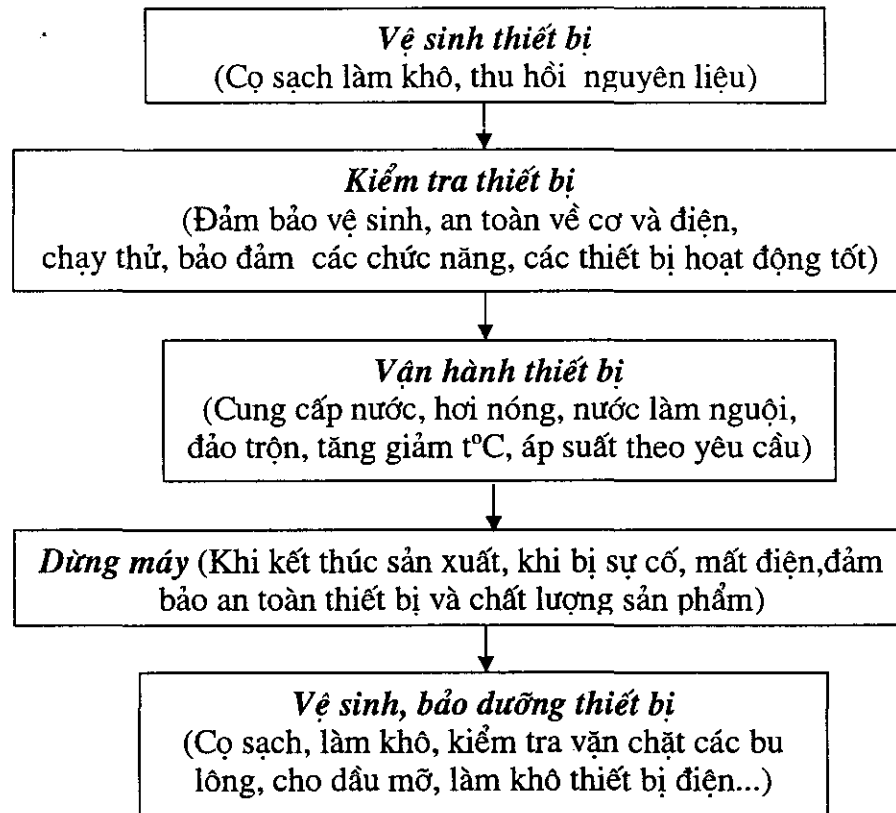 Vệ sinh thiết bị
(Cọ sạch làm khô, thu hồi nguyên liệu)
Kiểm tra thiết bị
(Đảm bảo vệ sinh, an toàn về cơ và điện,
chạy thử, bảo đảm các chức năng, các thiết bị hoạt động tốt)
Vận hành thiết bị
(Cung cấp nước, hơi nóng, nước làm nguội,
đảo trộn, tăng giảm tºC, áp suất theo yêu cầu)
Dừng máy (Khi kết thúc sản xuất, khi bị sự cố, mất điện,đảm
bảo an toàn thiết bị và chất lượng sản phẩm)
Vệ sinh, bảo dưỡng thiết bị
(Cọ sạch, làm khô, kiểm tra vặn chặt các bu
lông, cho dầu mỡ, làm khô thiết bị điện...)